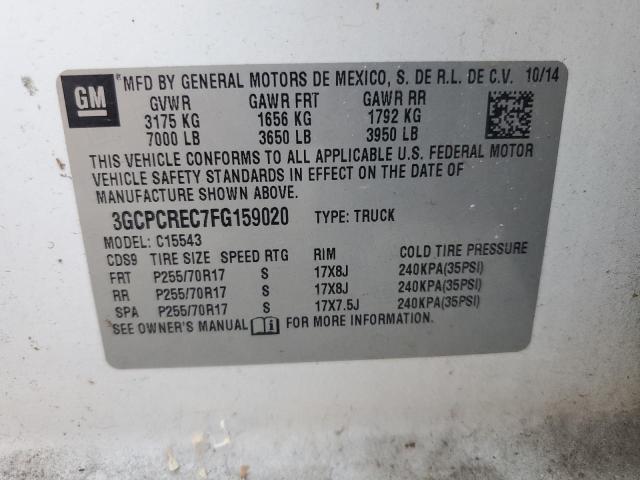 GM ® MFD BY GENERAL MOTORS DE MEXICO, S. DE R.L. DE C.V. 10/14
GVWR GAWR FRT GAWR RR
3175 KG 1656 KG 1792 KG
7000 LB 3650 LB 3950 LB
THIS VEHICLE CONFORMS TO ALL APPLICABLE U.S. FEDERAL MOTOR
VEHICLE SAFETY STANDARDS IN EFFECT ON THE DATE OF
MANUFACTURE SHOWN ABOVE.
3GCPCREC7FG159020 TYPE: TRUCK
MODEL: C15543
CDS9 TIRE SIZE SPEED RTG RIM COLD TIRE PRESSURE
FRT P255/70R17 S 17X8J 240KPA(35PSI)
RR P255/70R17 S 17X8J 240KPA(35PSI)
SPA P255/70R17 S 17X7.5J 240KPA(35PSI)
SEE OWNER'S MANUAL FOR MORE INFORMATION.